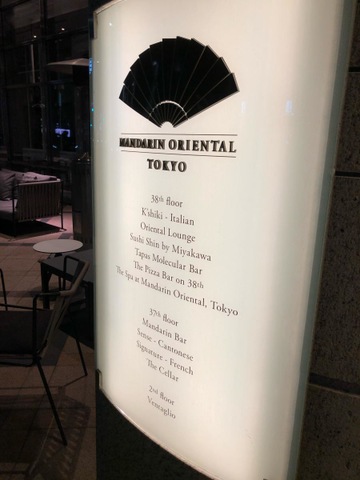 MANDARIN ORIENTAL
TOKYO
38th floor
K'shiki - Italian
Oriental Lounge
Sushi Shin by Miyakawa
Tapas Molecular Bar
The Pizza Bar on 38th
The Spa at Mandarin Oriental, Tokyo
37th floor
Mandarin Bar
Sense - Cantonese
Signature - French
The Cellar
2nd floor
Ventaglio